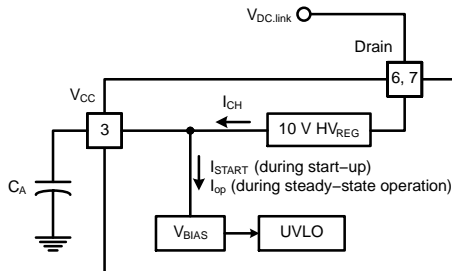 V_DC.link
Drain
6, 7
V_CC
I_CH
3
10 V HV_REG
I_START (during start−up)
I_op (during steady−state operation)
C_A
V_BIAS
UVLO